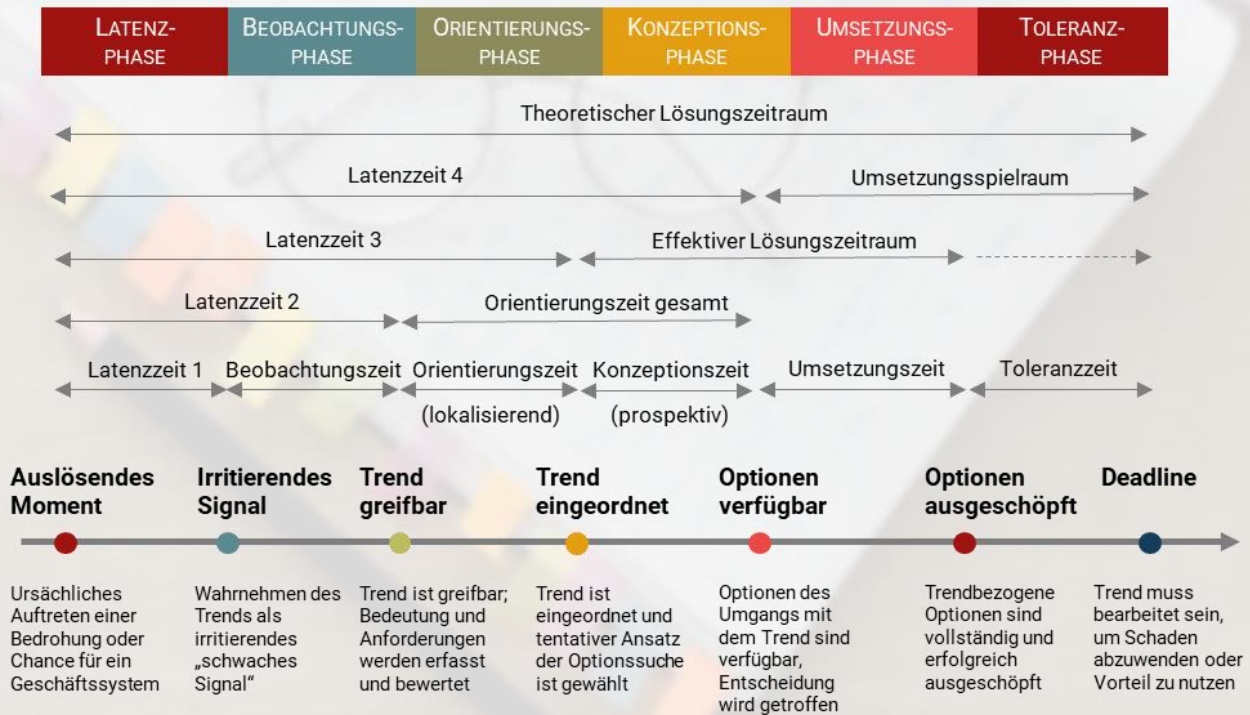 LATENZ-
PHASE
BEOBACHTUNGS-
PHASE
ORIENTIERUNGS-
PHASE
KONZEPTIONS-
PHASE
UMSETZUNGS-
PHASE
TOLERANZ-
PHASE
Theoretischer Lösungszeitraum
Latenzzeit 4
Umsetzungsspielraum
Latenzzeit 3
Effektiver Lösungszeitraum
Latenzzeit 2
Orientierungszeit gesamt
Latenzzeit 1
Beobachtungszeit
Orientierungszeit
(lokalisierend)
Konzeptionszeit
(prospektiv)
Umsetzungszeit
Toleranzzeit
Auslösendes
Moment
Irritierendes
Signal
Trend
greifbar
Trend
eingeordnet
Optionen
verfügbar
Optionen
ausgeschöpft
Deadline
Ursächliches
Auftreten einer
Bedrohung oder
Chance für ein
Geschäftssystem
Wahrnehmen des
Trends als
irritierendes
„schwaches
Signal“
Trend ist greifbar;
Bedeutung und
Anforderungen
werden erfasst
und bewertet
Trend ist
eingeordnet und
tentativer Ansatz
der Optionssuche
ist gewählt
Optionen des
Umgangs mit
dem Trend sind
verfügbar,
Entscheidung
wird getroffen
Trendbezogene
Optionen sind
vollständig und
erfolgreich
ausgeschöpft
Trend muss
bearbeitet sein,
um Schaden
abzuwenden oder
Vorteil zu nutzen